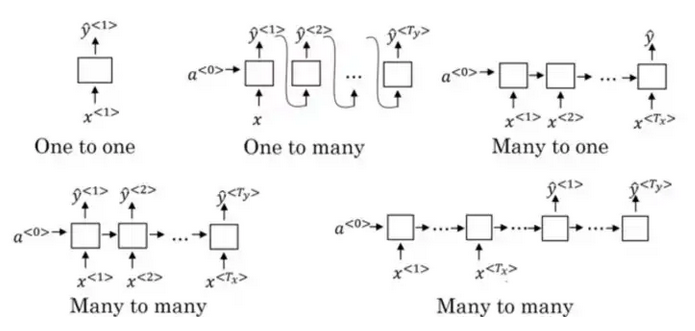 ŷ<1>
x<1>
One to one
ŷ<1> ŷ<2> ŷ<Ty>
a<0> ...
x
One to many
ŷ
a<0> ...
x<1> x<2> x<Tx>
Many to one
ŷ<1> ŷ<2> ŷ<Ty>
a<0> ...
x<1> x<2> x<Tx>
Many to many
ŷ<1> ŷ<Ty>
a<0> ... ... ...
x<1> x<Tx>
Many to many